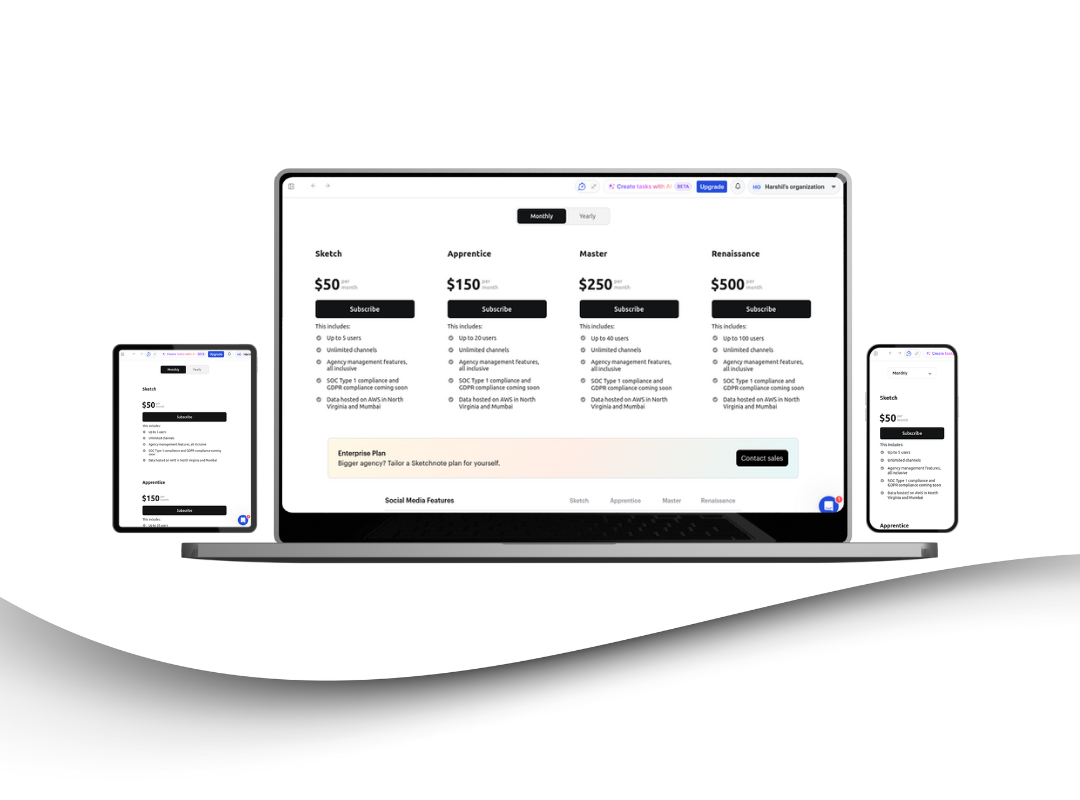 Create tasks with AI BETA Upgrade HO Harshil's organization
Monthly Yearly
Sketch Apprentice Master Renaissance
$50 per month $150 per month $250 per month $500 per month
Subscribe Subscribe Subscribe Subscribe
This includes: This includes: This includes: This includes:
Up to 5 users Up to 20 users Up to 40 users Up to 100 users
Unlimited channels Unlimited channels Unlimited channels Unlimited channels
Agency management features, Agency management features, Agency management features, Agency management features,
all inclusive all inclusive all inclusive all inclusive
SOC Type 1 compliance and SOC Type 1 compliance and SOC Type 1 compliance and SOC Type 1 compliance and
GDPR compliance coming soon GDPR compliance coming soon GDPR compliance coming soon GDPR compliance coming soon
Data hosted on AWS in North Data hosted on AWS in North Data hosted on AWS in North Data hosted on AWS in North
Virginia and Mumbai Virginia and Mumbai Virginia and Mumbai Virginia and Mumbai
Enterprise Plan
Bigger agency? Tailor a Sketchnote plan for yourself.
Contact sales
Social Media Features Sketch Apprentice Master Renaissance
1
Create tasks with AI BETA Upgrade HO
Monthly Yearly
Sketch
$50 per month
Subscribe
This includes:
Up to 5 users
Unlimited channels
Agency management features, all inclusive
SOC Type 1 compliance and GDPR compliance coming
soon
Data hosted on AWS in North Virginia and Mumbai
Apprentice
$150 per month
Subscribe
This includes:
Up to 20 users
Create tasks
Monthly
Sketch
$50 per month
Subscribe
This includes:
Up to 5 users
Unlimited channels
Agency management features,
all inclusive
SOC Type 1 compliance and
GDPR compliance coming soon
Data hosted on AWS in North
Virginia and Mumbai
Apprentice